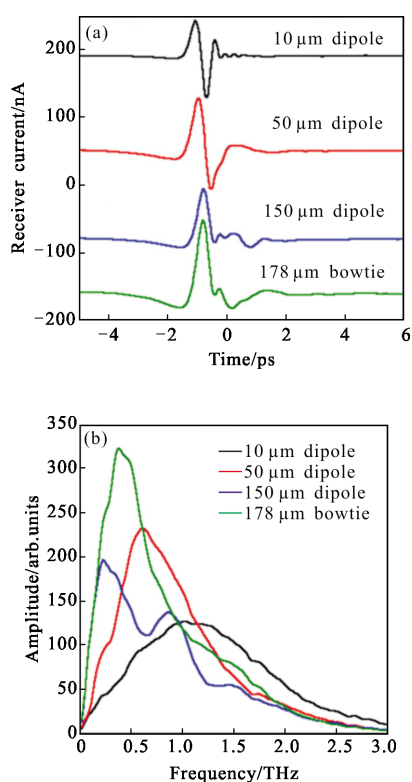 (a)
10 μm dipole
50 μm dipole
150 μm dipole
178 μm bowtie
Receiver current/nA
200
100
0
−100
−200
−4
−2
0
2
4
6
Time/ps
(b)
10 μm dipole
50 μm dipole
150 μm dipole
178 μm bowtie
Amplitude/arb.units
350
300
250
200
150
100
50
0
0
0.5
1.0
1.5
2.0
2.5
3.0
Frequency/THz